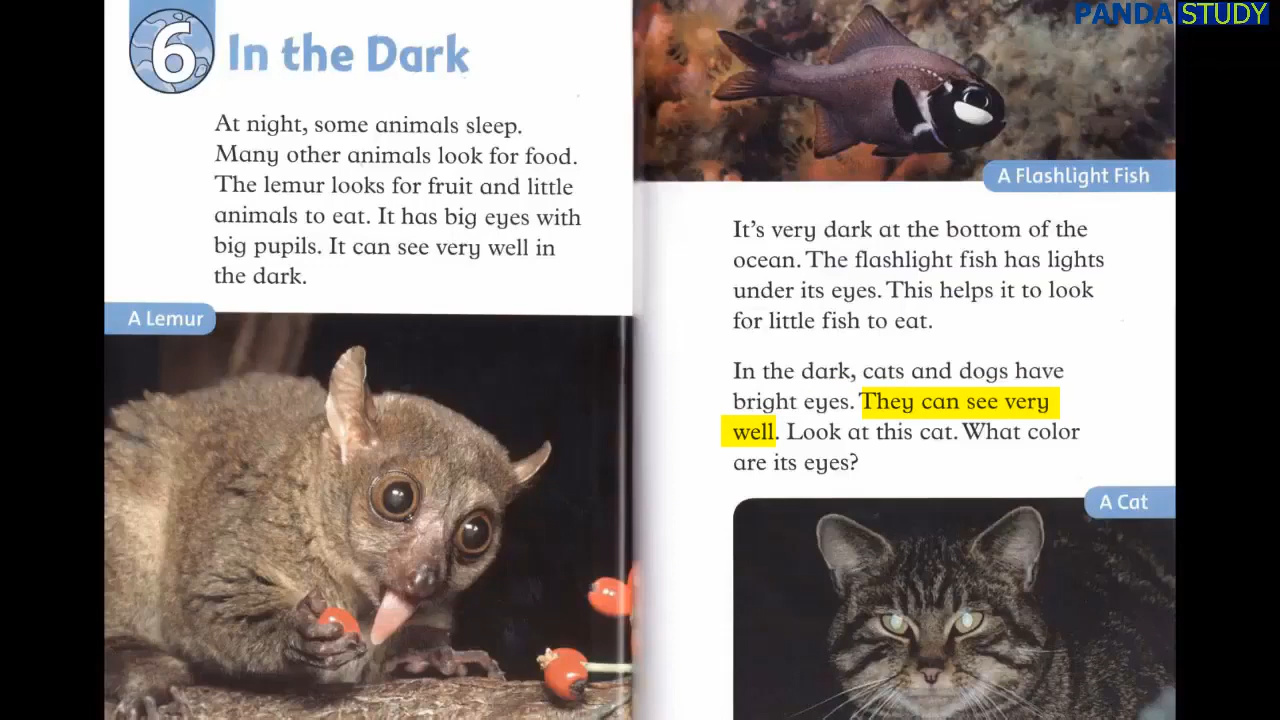 PANDA STUDY
6 In the Dark
At night, some animals sleep.
Many other animals look for food.
The lemur looks for fruit and little
animals to eat. It has big eyes with
big pupils. It can see very well in
the dark.
A Lemur
A Flashlight Fish
It's very dark at the bottom of the
ocean. The flashlight fish has lights
under its eyes. This helps it to look
for little fish to eat.
In the dark, cats and dogs have
bright eyes. They can see very
well. Look at this cat. What color
are its eyes?
A Cat